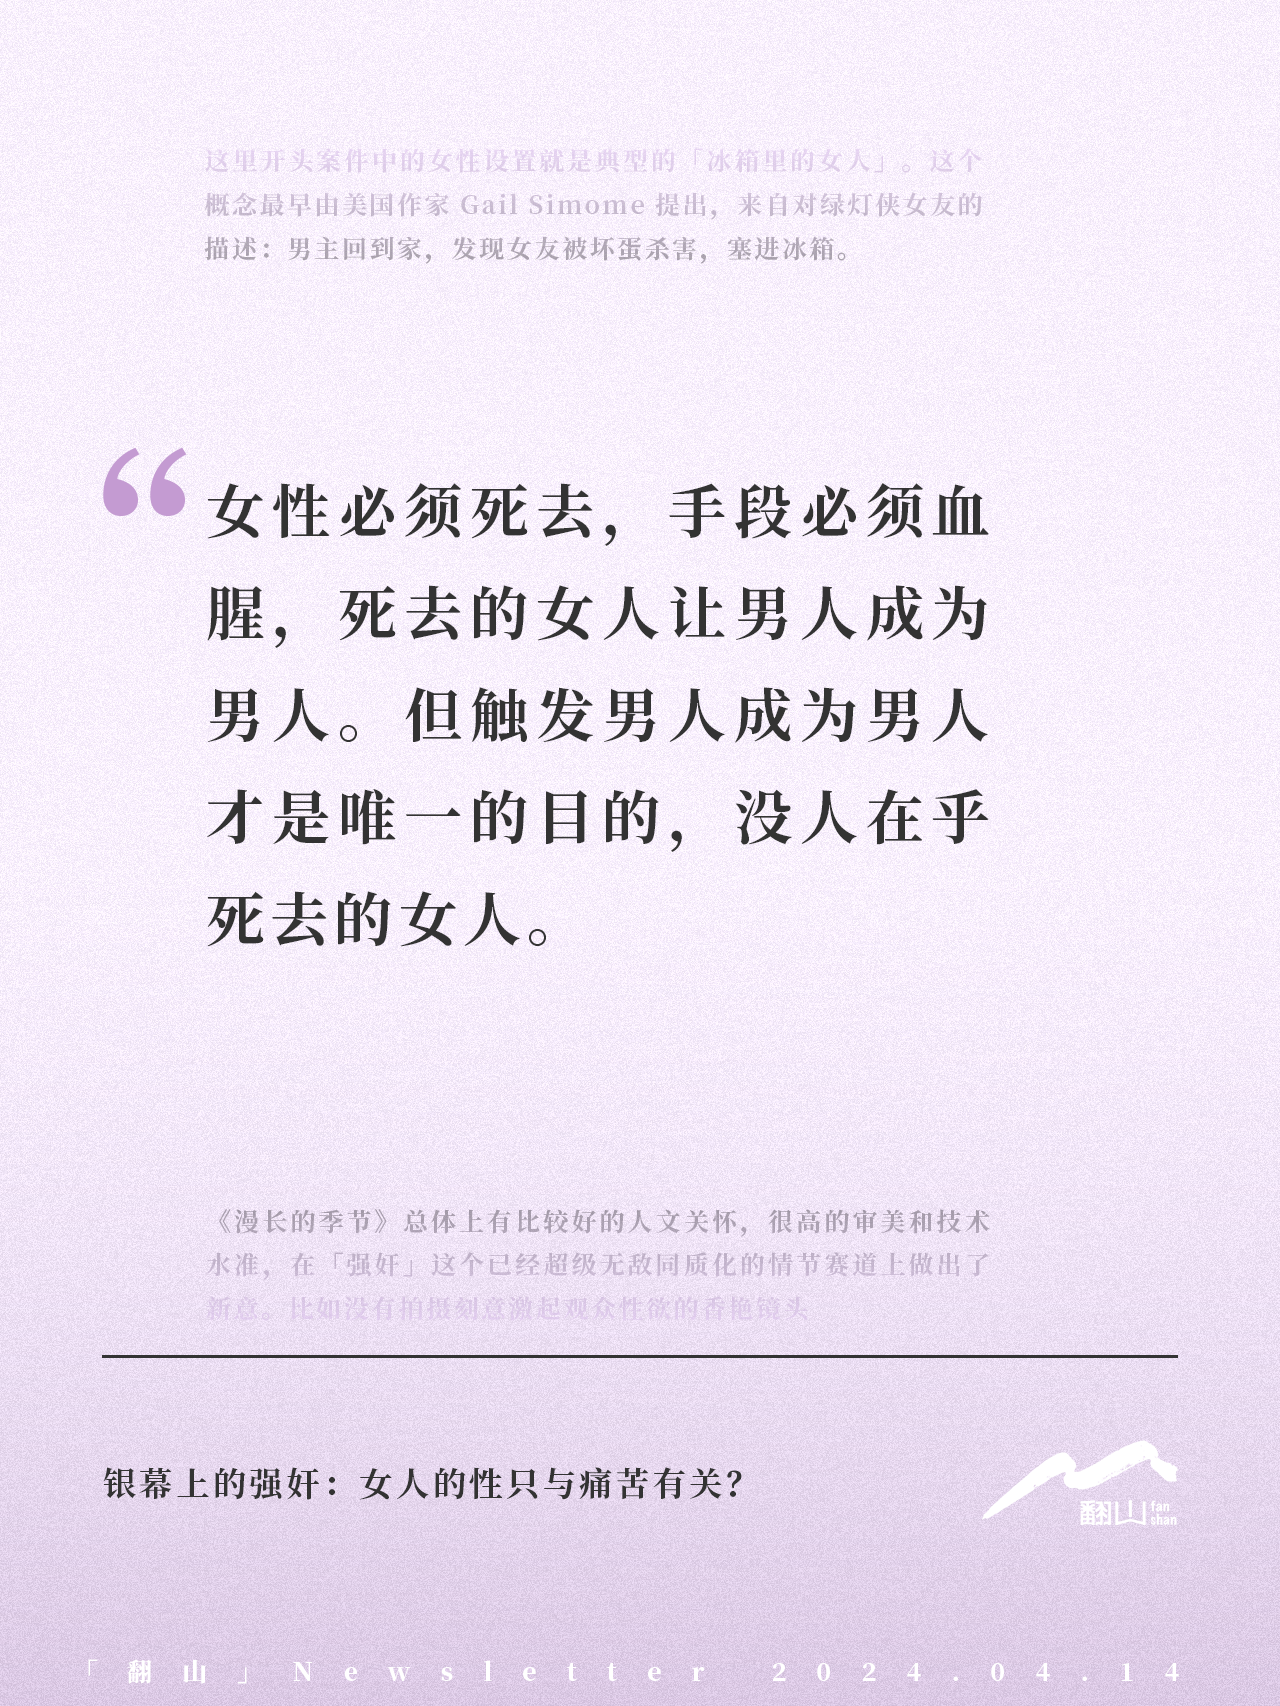 这里开头案件中的女性设置就是典型的「冰箱里的女人」。这个
概念最早由美国作家 Gail Simome 提出，来自对绿灯侠女友的
描述：男主回到家，发现女友被坏蛋杀害，塞进冰箱。
“女性必须死去，手段必须血
腥，死去的女人让男人成为
男人。但触发男人成为男人
才是唯一的目的，没人在乎
死去的女人。
《漫长的季节》总体上有比较好的人文关怀，很高的审美和技术
水准，在「强奸」这个已经超级无敌同质化的情节赛道上做出了
新意。比如没有拍摄刻意激起观众性欲的香艳镜头
银幕上的强奸：女人的性只与痛苦有关？
翻山 fan shan
「翻山」Newsletter 2024.04.14